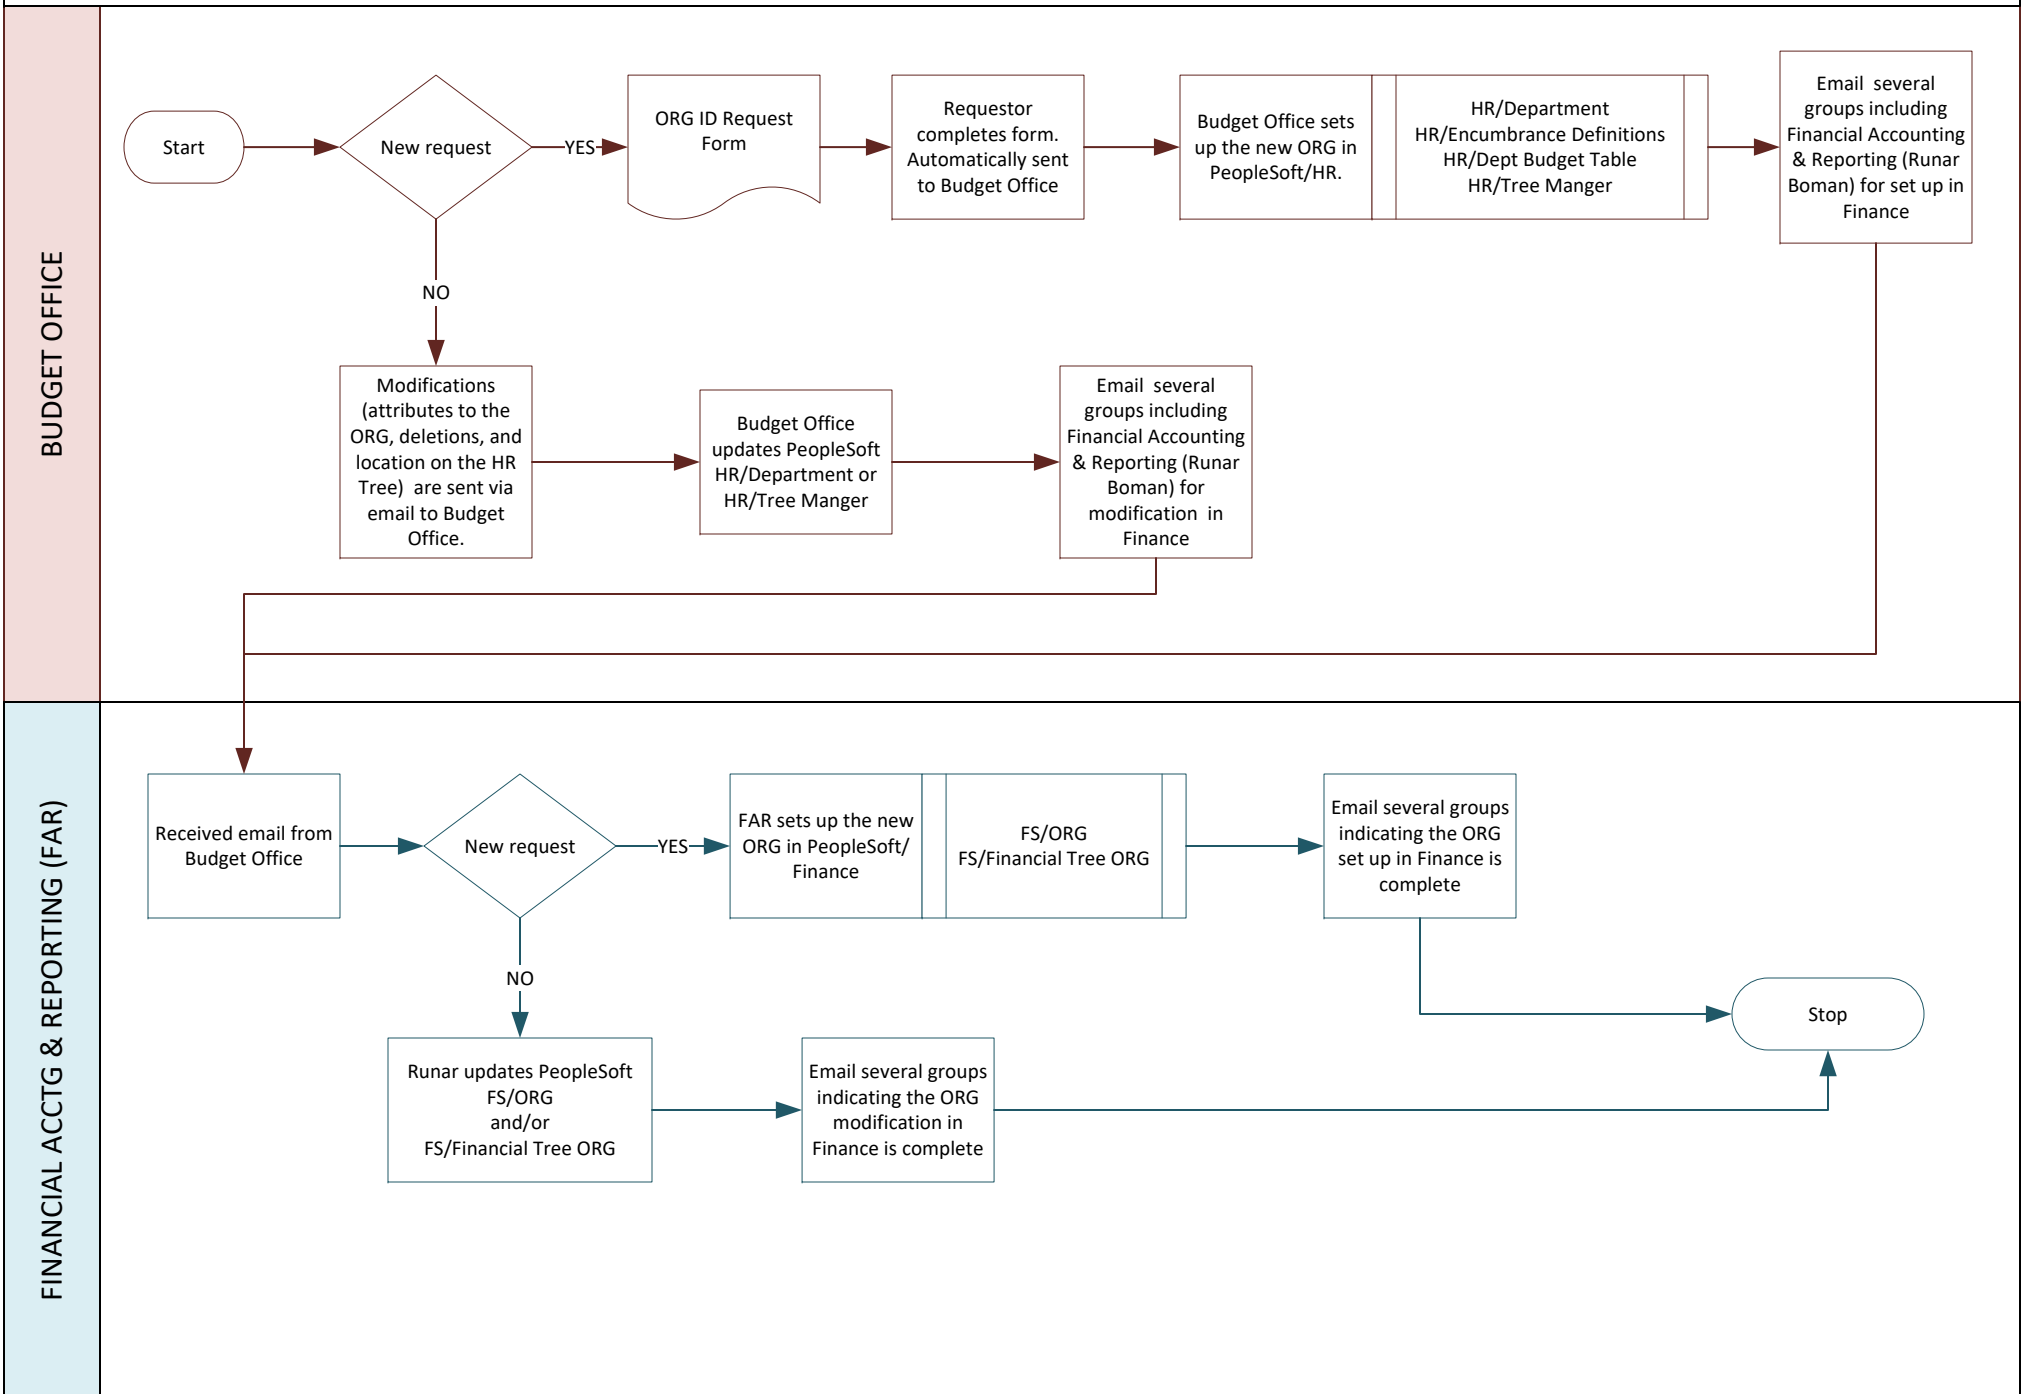 BUDGET OFFICE
Start
New request
YES
ORG ID Request
Form
Requestor
completes form.
Automatically sent
to Budget Office
Budget Office sets
up the new ORG in
PeopleSoft/HR.
HR/Department
HR/Encumbrance Definitions
HR/Dept Budget Table
HR/Tree Manger
Email several
groups including
Financial Accounting
& Reporting (Runar
Boman) for set up in
Finance
NO
Modifications
(attributes to the
ORG, deletions, and
location on the HR
Tree) are sent via
email to Budget
Office.
Budget Office
updates PeopleSoft
HR/Department or
HR/Tree Manger
Email several
groups including
Financial Accounting
& Reporting (Runar
Boman) for
modification in
Finance
FINANCIAL ACCTG & REPORTING (FAR)
Received email from
Budget Office
New request
YES
FAR sets up the new
ORG in PeopleSoft/
Finance
FS/ORG
FS/Financial Tree ORG
Email several groups
indicating the ORG
set up in Finance is
complete
NO
Runar updates PeopleSoft
FS/ORG
and/or
FS/Financial Tree ORG
Email several groups
indicating the ORG
modification in
Finance is complete
Stop